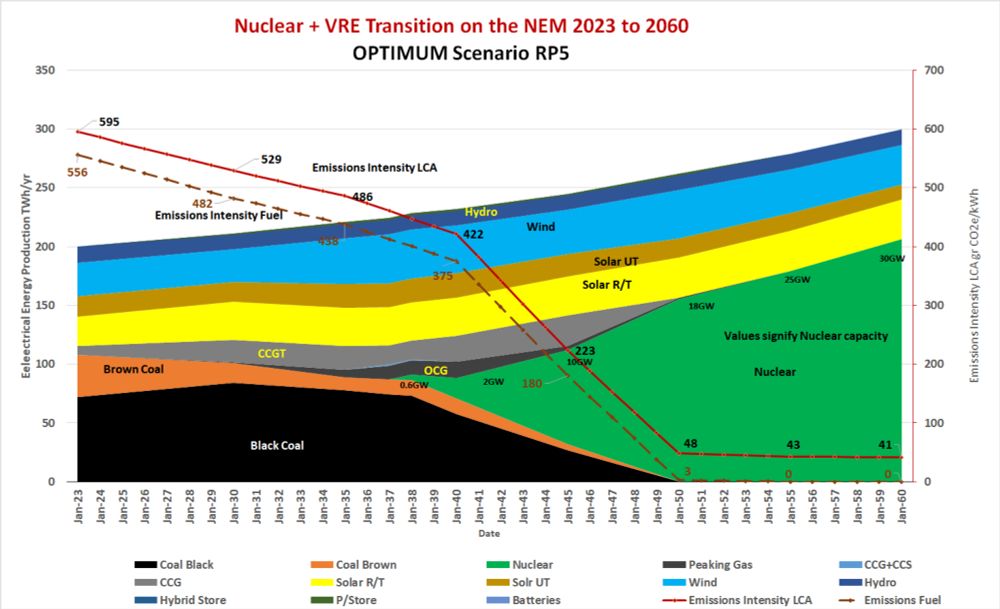 Nuclear + VRE Transition on the NEM 2023 to 2060
OPTIMUM Scenario RP5
Eeleectrical Energy Production TWh/yr
350
300
250
200
150
100
50
0
Emissions Intensity LCA gr CO2e/kWh
700
600
500
400
300
200
100
0
595
529
Emissions Intensity LCA
556
482
486
Emissions Intensity Fuel
438
Hydro
Wind
422
375
Solar UT
Solar R/T
30GW
25GW
18GW
Values signify Nuclear capacity
CCGT
OCG
223
10GW
Brown Coal
0.6GW
2GW
180
Nuclear
Black Coal
48
43
41
3
0
0
Jan-23
Jan-24
Jan-25
Jan-26
Jan-27
Jan-28
Jan-29
Jan-30
Jan-31
Jan-32
Jan-33
Jan-34
Jan-35
Jan-36
Jan-37
Jan-38
Jan-39
Jan-40
Jan-41
Jan-42
Jan-43
Jan-44
Jan-45
Jan-46
Jan-47
Jan-48
Jan-49
Jan-50
Jan-51
Jan-52
Jan-53
Jan-54
Jan-55
Jan-56
Jan-57
Jan-58
Jan-59
Jan-60
Date
Coal Black
Coal Brown
Nuclear
Peaking Gas
CCG+CCS
CCG
Solar R/T
Solr UT
Wind
Hydro
Hybrid Store
P/Store
Batteries
Emissions Intensity LCA
Emissions Fuel